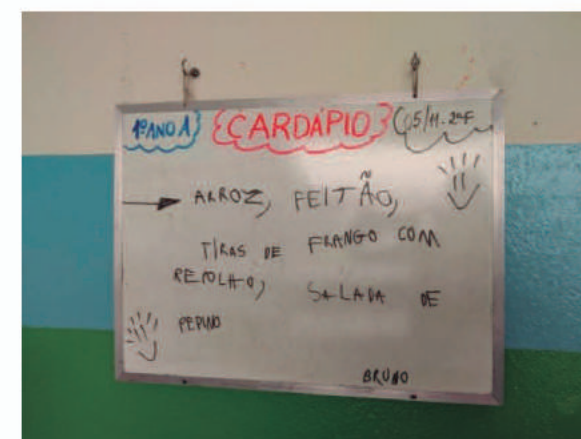 1º ANO A CARDÁPIO 05/11 - 2ªF
ARROZ, FEITÃO,
TIRAS DE FRANGO COM
REPOLHO, SALADA DE
PEPINO
BRUNO